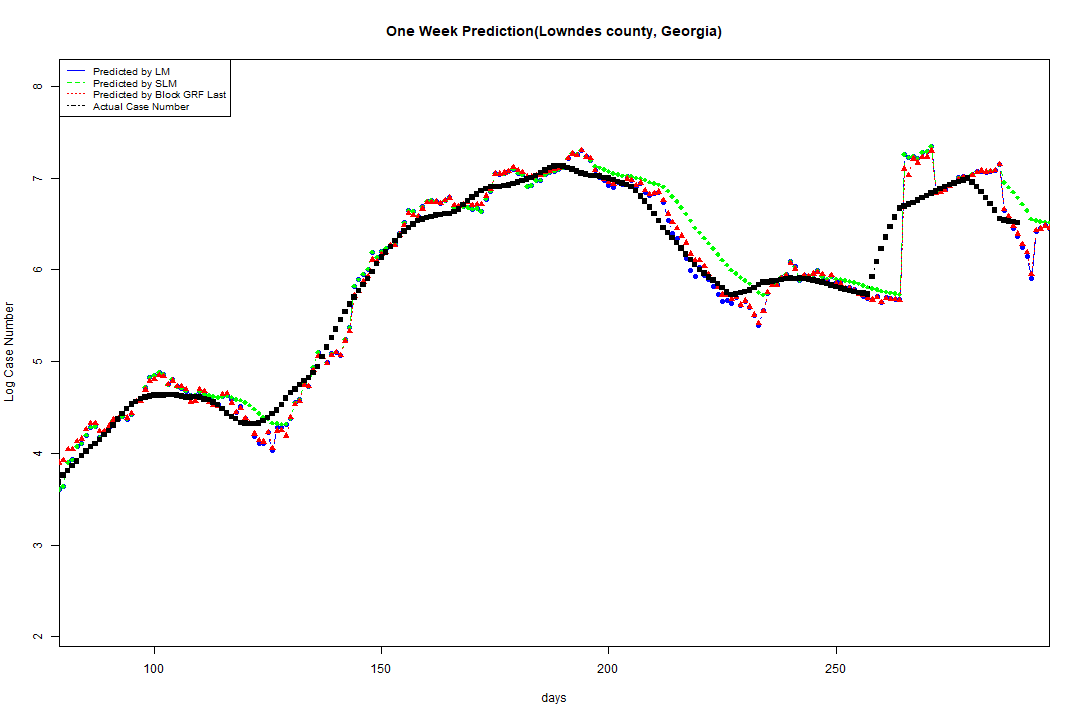 One Week Prediction(Lowndes county, Georgia)
Predicted by LM
Predicted by SLM
Predicted by Block GRF Last
Actual Case Number
8
7
6
5
4
3
2
Log Case Number
100
150
200
250
days